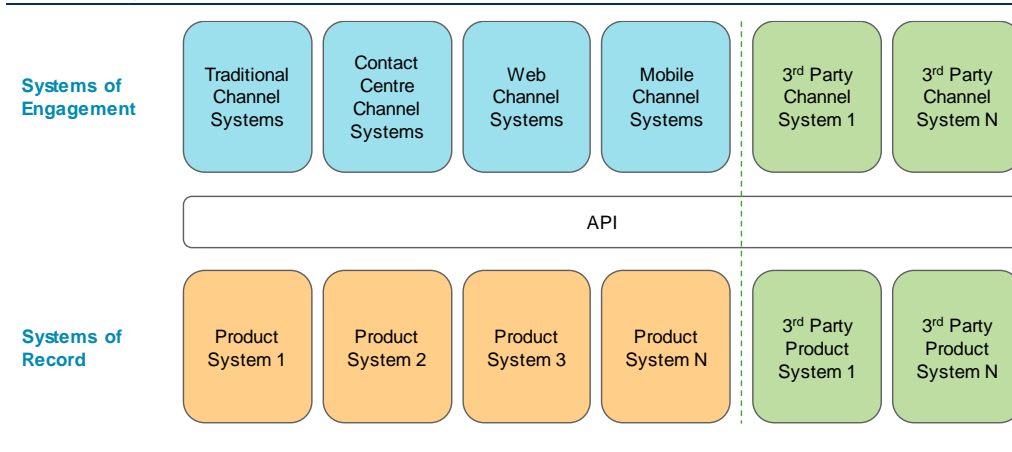 Systems of
Engagement
Traditional
Channel
Systems
Contact
Centre
Channel
Systems
Web
Channel
Systems
Mobile
Channel
Systems
3rd Party
Channel
System 1
3rd Party
Channel
System N
API
Systems of
Record
Product
System 1
Product
System 2
Product
System 3
Product
System N
3rd Party
Product
System 1
3rd Party
Product
System N